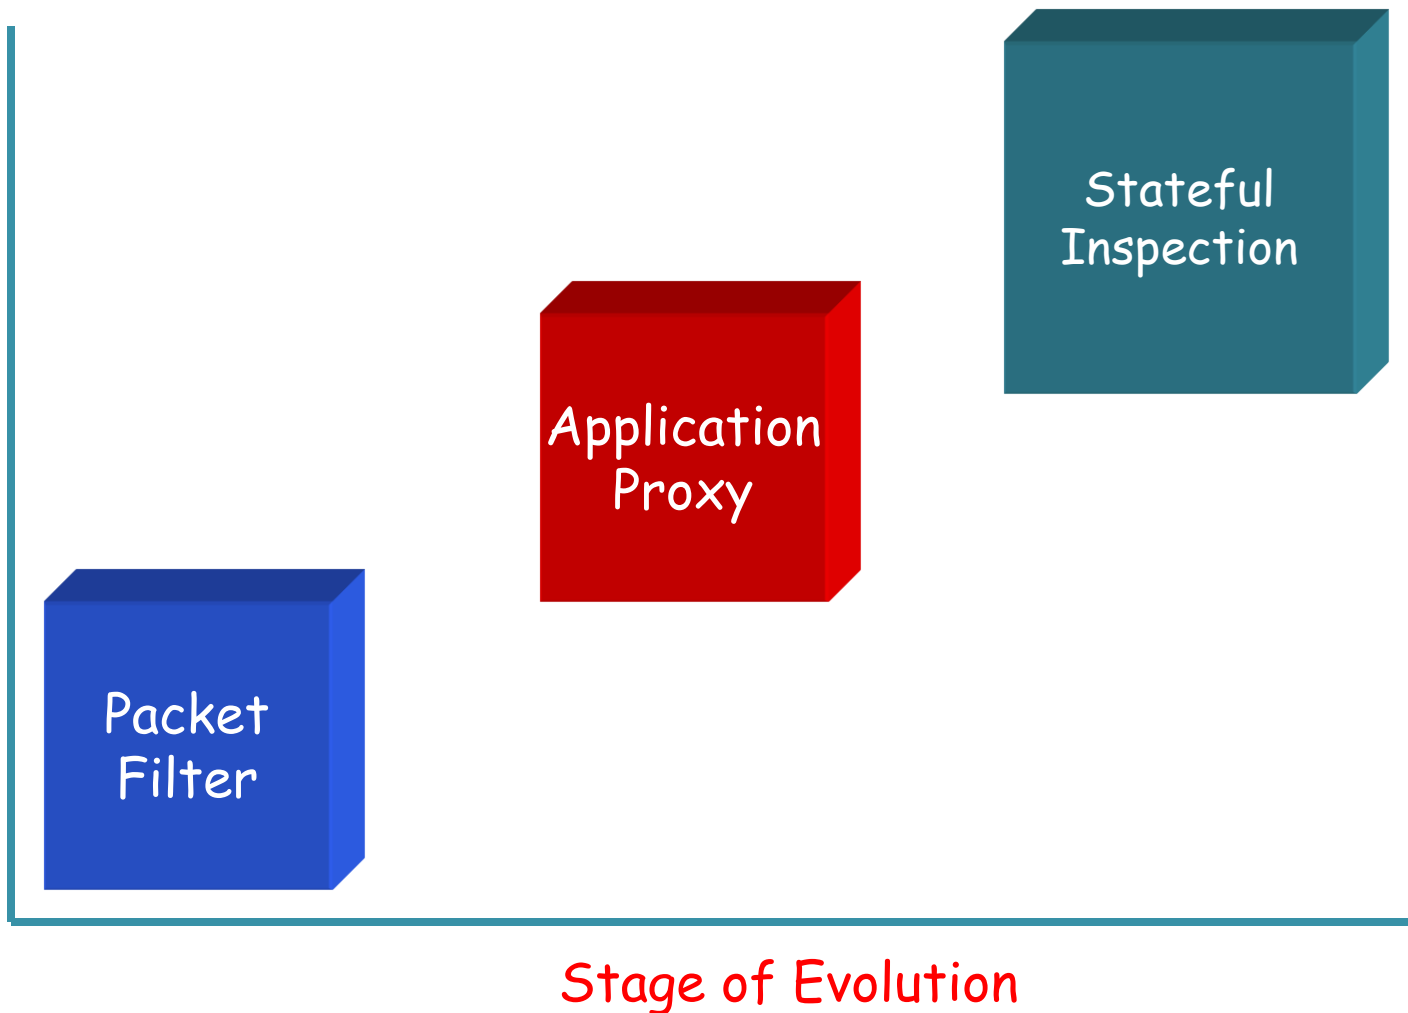 Stateful
Inspection
Application
Proxy
Packet
Filter
Stage of Evolution